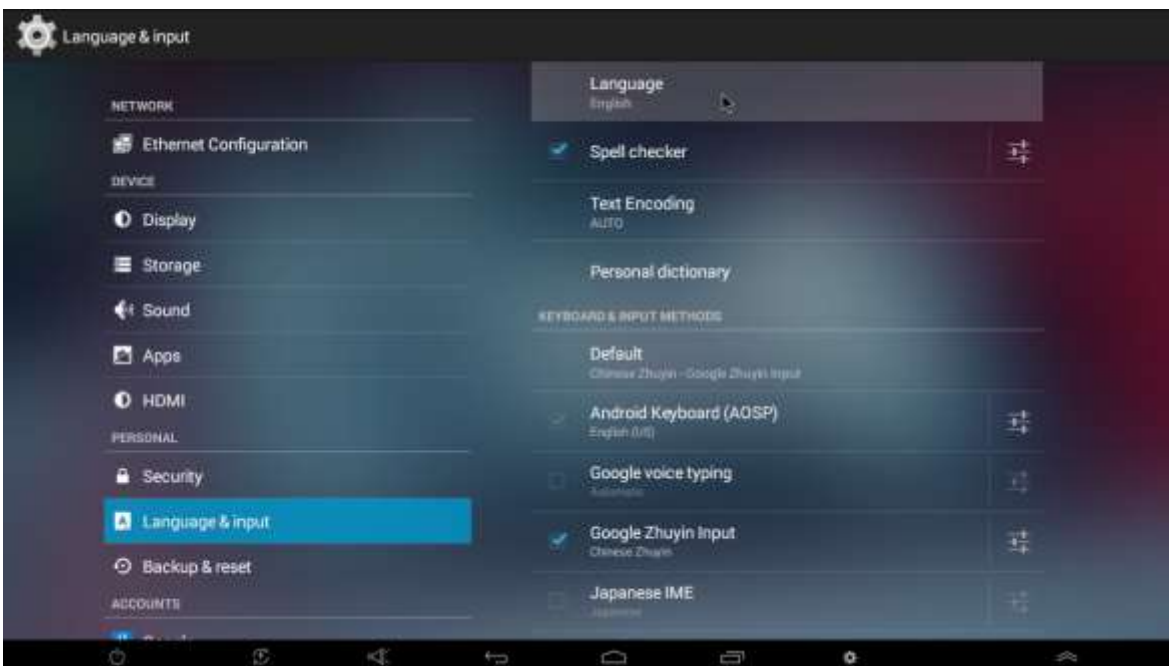 Language & input
NETWORK
Ethernet Configuration
DEVICE
Display
Storage
Sound
Apps
HDMI
PERSONAL
Security
Language & input
Backup & reset
ACCOUNTS
Language
English
Spell checker
Text Encoding
AUTO
Personal dictionary
KEYBOARD & INPUT METHODS
Default
Chinese Zhuyin - Google Zhuyin Input
Android Keyboard (AOSP)
English (US)
Google voice typing
Automatic
Google Zhuyin Input
Chinese Zhuyin
Japanese IME
Japanese